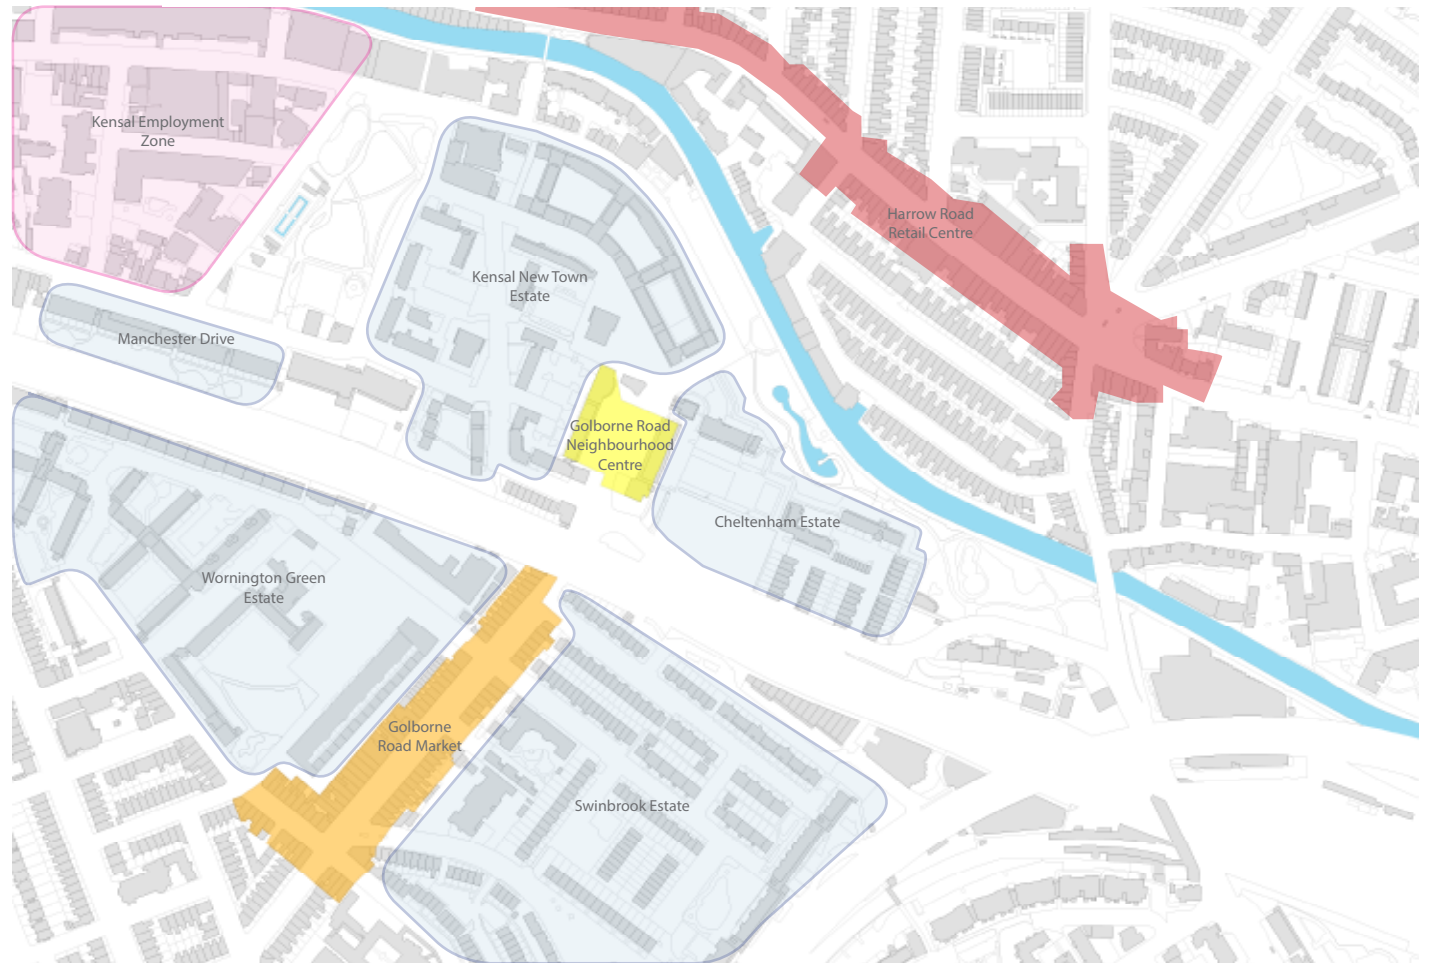 Kensal Employment
Zone
Harrow Road
Retail Centre
Kensal New Town
Estate
Manchester Drive
Golborne Road
Neighbourhood
Centre
Cheltenham Estate
Wornington Green
Estate
Golborne
Road Market
Swinbrook Estate